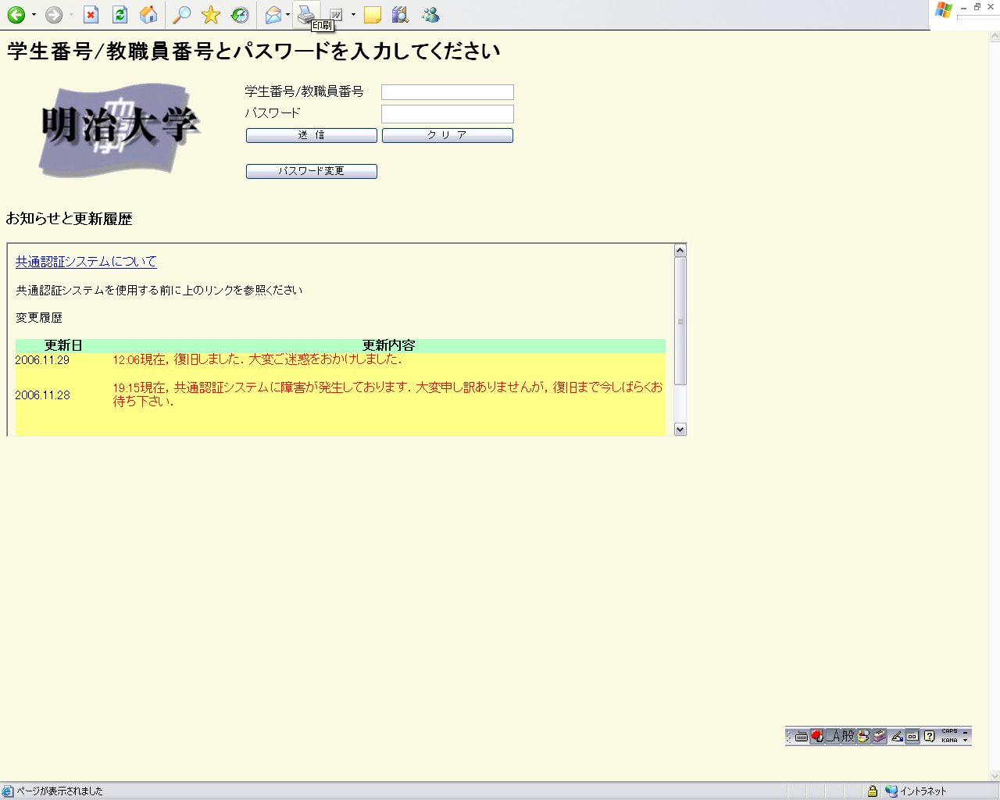 印刷
学生番号/教職員番号とパスワードを入力してください
明治大学
学生番号/教職員番号
パスワード
送 信
ク リ ア
パスワード変更
お知らせと更新履歴
共通認証システムについて
共通認証システムを使用する前に上のリンクを参照ください
変更履歴
更新日 更新内容
2006.11.29 12:06現在, 復旧しました. 大変ご迷惑をおかけしました.
2006.11.28 19:15現在, 共通認証システムに障害が発生しております. 大変申し訳ありませんが, 復旧まで今しばらくお
待ち下さい.
_A 般
CAPS
KANA
ページが表示されました
イントラネット